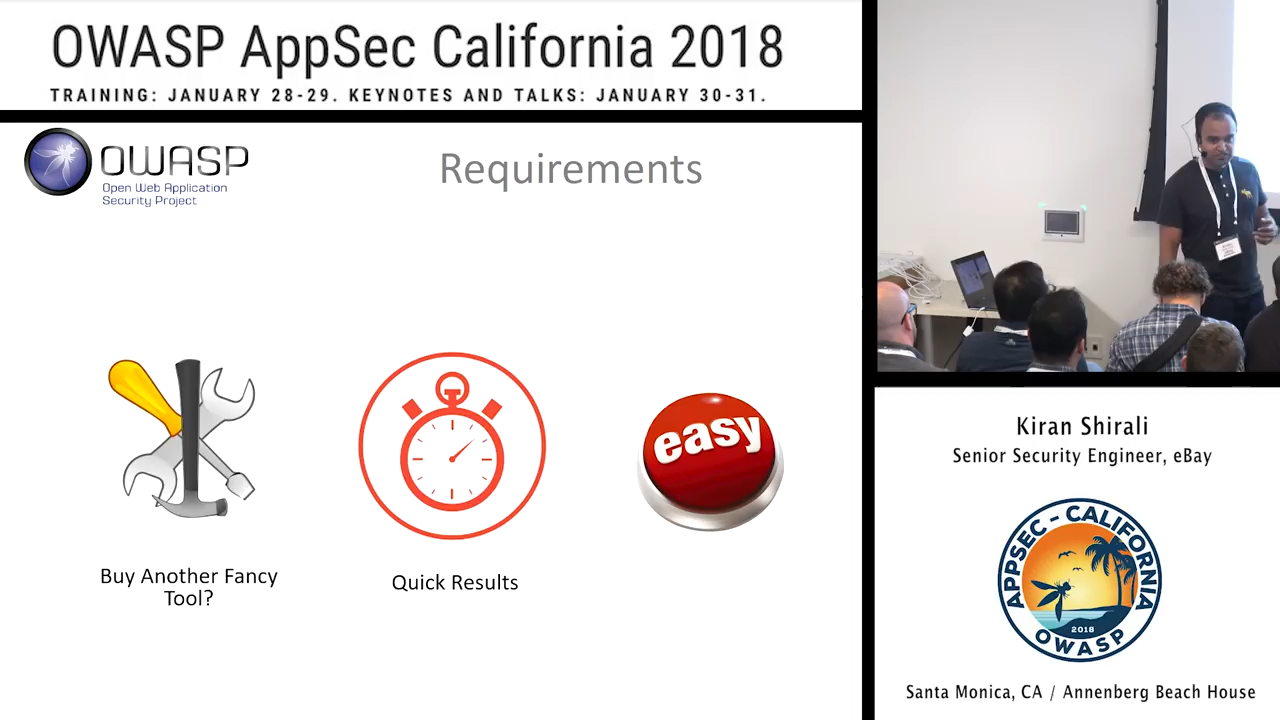 OWASP AppSec California 2018
TRAINING: JANUARY 28-29. KEYNOTES AND TALKS: JANUARY 30-31.
OWASP
Open Web Application
Security Project
Requirements
easy
Buy Another Fancy
Tool?
Quick Results
Kiran Shirali
Senior Security Engineer, eBay
APPSEC - CALIFORNIA
2018
OWASP
Santa Monica, CA / Annenberg Beach House